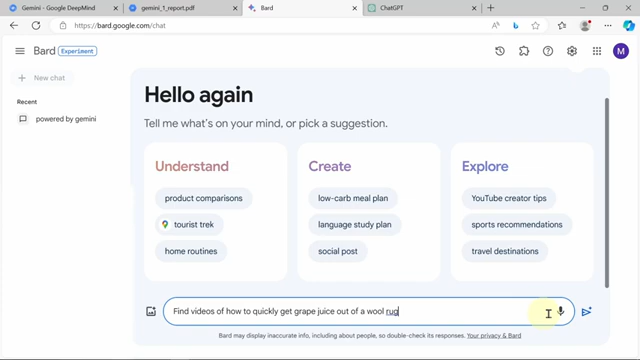 Gemini - Google DeepMind
gemini_1_report.pdf
Bard
ChatGPT
https://bard.google.com/chat
Bard Experiment
M
New chat
Recent
powered by gemini
Hello again
Tell me what's on your mind, or pick a suggestion.
Understand Create Explore
product comparisons low-carb meal plan YouTube creator tips
tourist trek language study plan sports recommendations
home routines social post travel destinations
Find videos of how to quickly get grape juice out of a wool rug
Bard may display inaccurate info, including about people, so double-check its responses. Your privacy & Bard